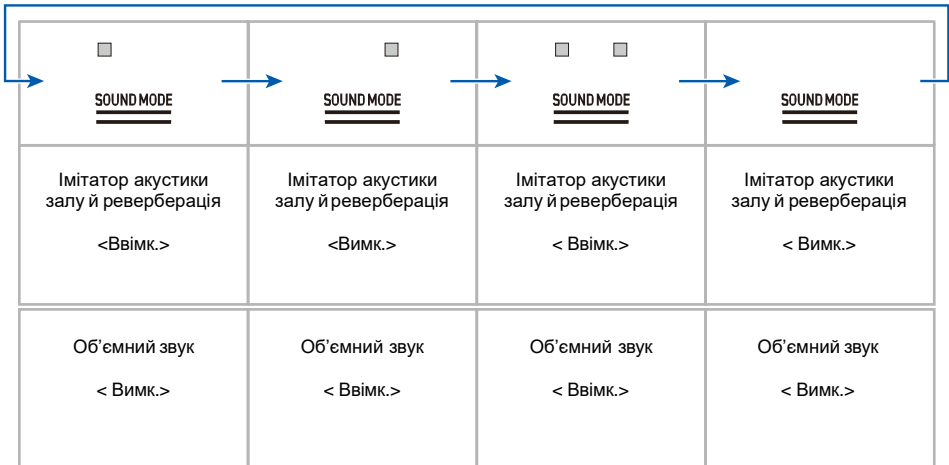 SOUND MODE
SOUND MODE
SOUND MODE
SOUND MODE
Імітатор акустики
залу й реверберація
<Ввімк.>
Імітатор акустики
залу й реверберація
<Вимк.>
Імітатор акустики
залу й реверберація
< Ввімк.>
Імітатор акустики
залу й реверберація
< Вимк.>
Об’ємний звук
< Вимк.>
Об’ємний звук
< Ввімк.>
Об’ємний звук
< Ввімк.>
Об’ємний звук
< Вимк.>